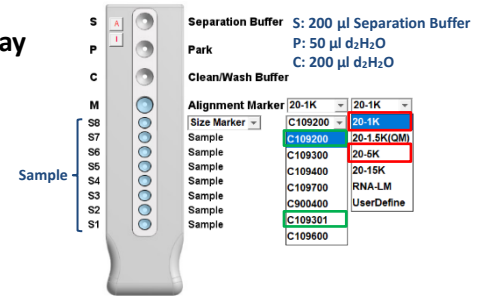 ay
S A Separation Buffer S: 200 µl Separation Buffer
I
P Park P: 50 µl d₂H₂O
C Clean/Wash Buffer C: 200 µl d₂H₂O
M Alignment Marker 20-1K 20-1K
S8 Size Marker C109200 20-1K
S7 Sample C109200 20-1.5K(QM)
S6 Sample C109300 20-5K
S5 Sample C109400 20-15K
Sample S4 Sample C109700 RNA-LM
S3 Sample C900400 UserDefine
S2 Sample C109301
S1 Sample C109600